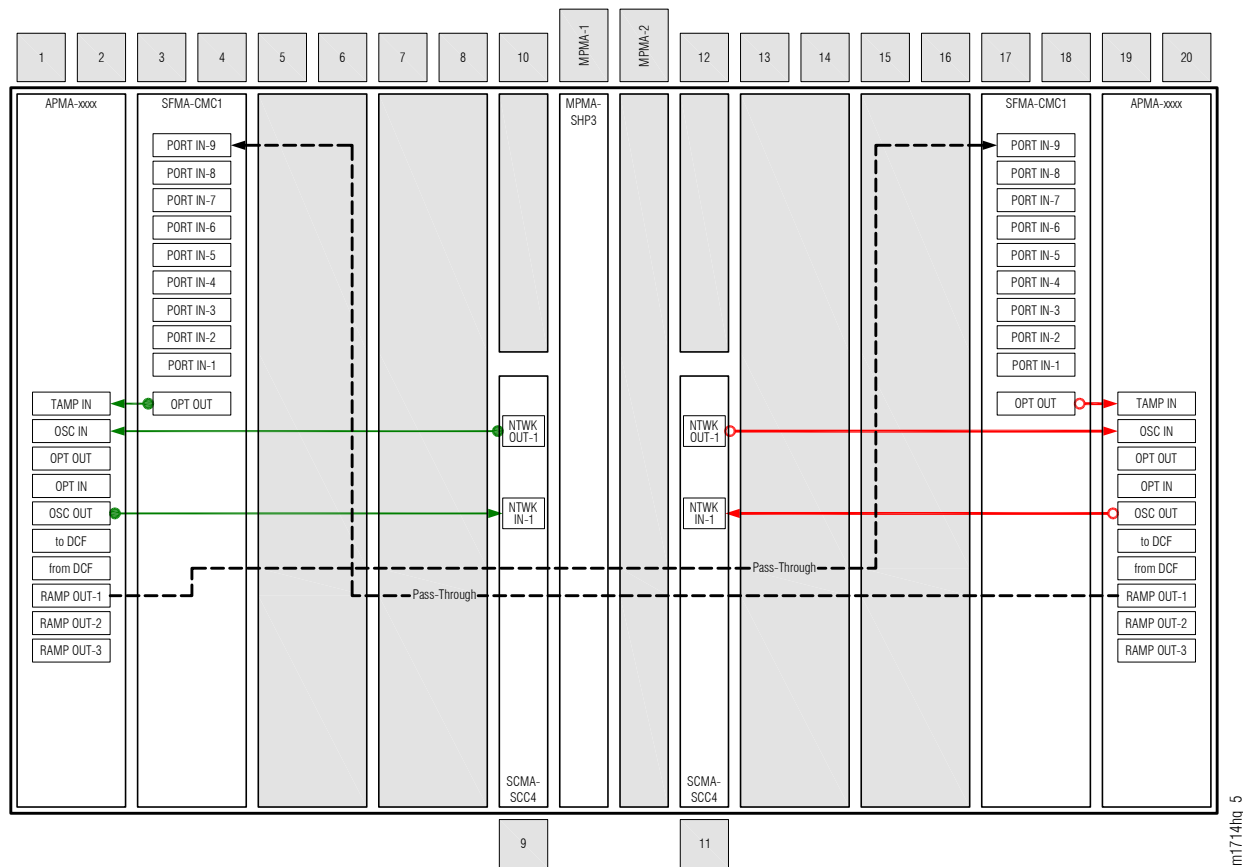 1 2 3 4 5 6 7 8 10 MPMA-1 MPMA-2 12 13 14 15 16 17 18 19 20
APMA-xxxx SFMA-CMC1 MPMA- SFMA-CMC1 APMA-xxxx
SHP3
PORT IN-9 PORT IN-9
PORT IN-8 PORT IN-8
PORT IN-7 PORT IN-7
PORT IN-6 PORT IN-6
PORT IN-5 PORT IN-5
PORT IN-4 PORT IN-4
PORT IN-3 PORT IN-3
PORT IN-2 PORT IN-2
PORT IN-1 PORT IN-1
TAMP IN OPT OUT OPT OUT TAMP IN
OSC IN NTWK OUT-1 NTWK OUT-1 OSC IN
OPT OUT OPT OUT
OPT IN OPT IN
OSC OUT NTWK IN-1 NTWK IN-1 OSC OUT
to DCF to DCF
from DCF Pass-Through from DCF
RAMP OUT-1 Pass-Through RAMP OUT-1
RAMP OUT-2 RAMP OUT-2
RAMP OUT-3 RAMP OUT-3
SCMA- SCMA-
SCC4 SCC4
9 11
m1714hq_5